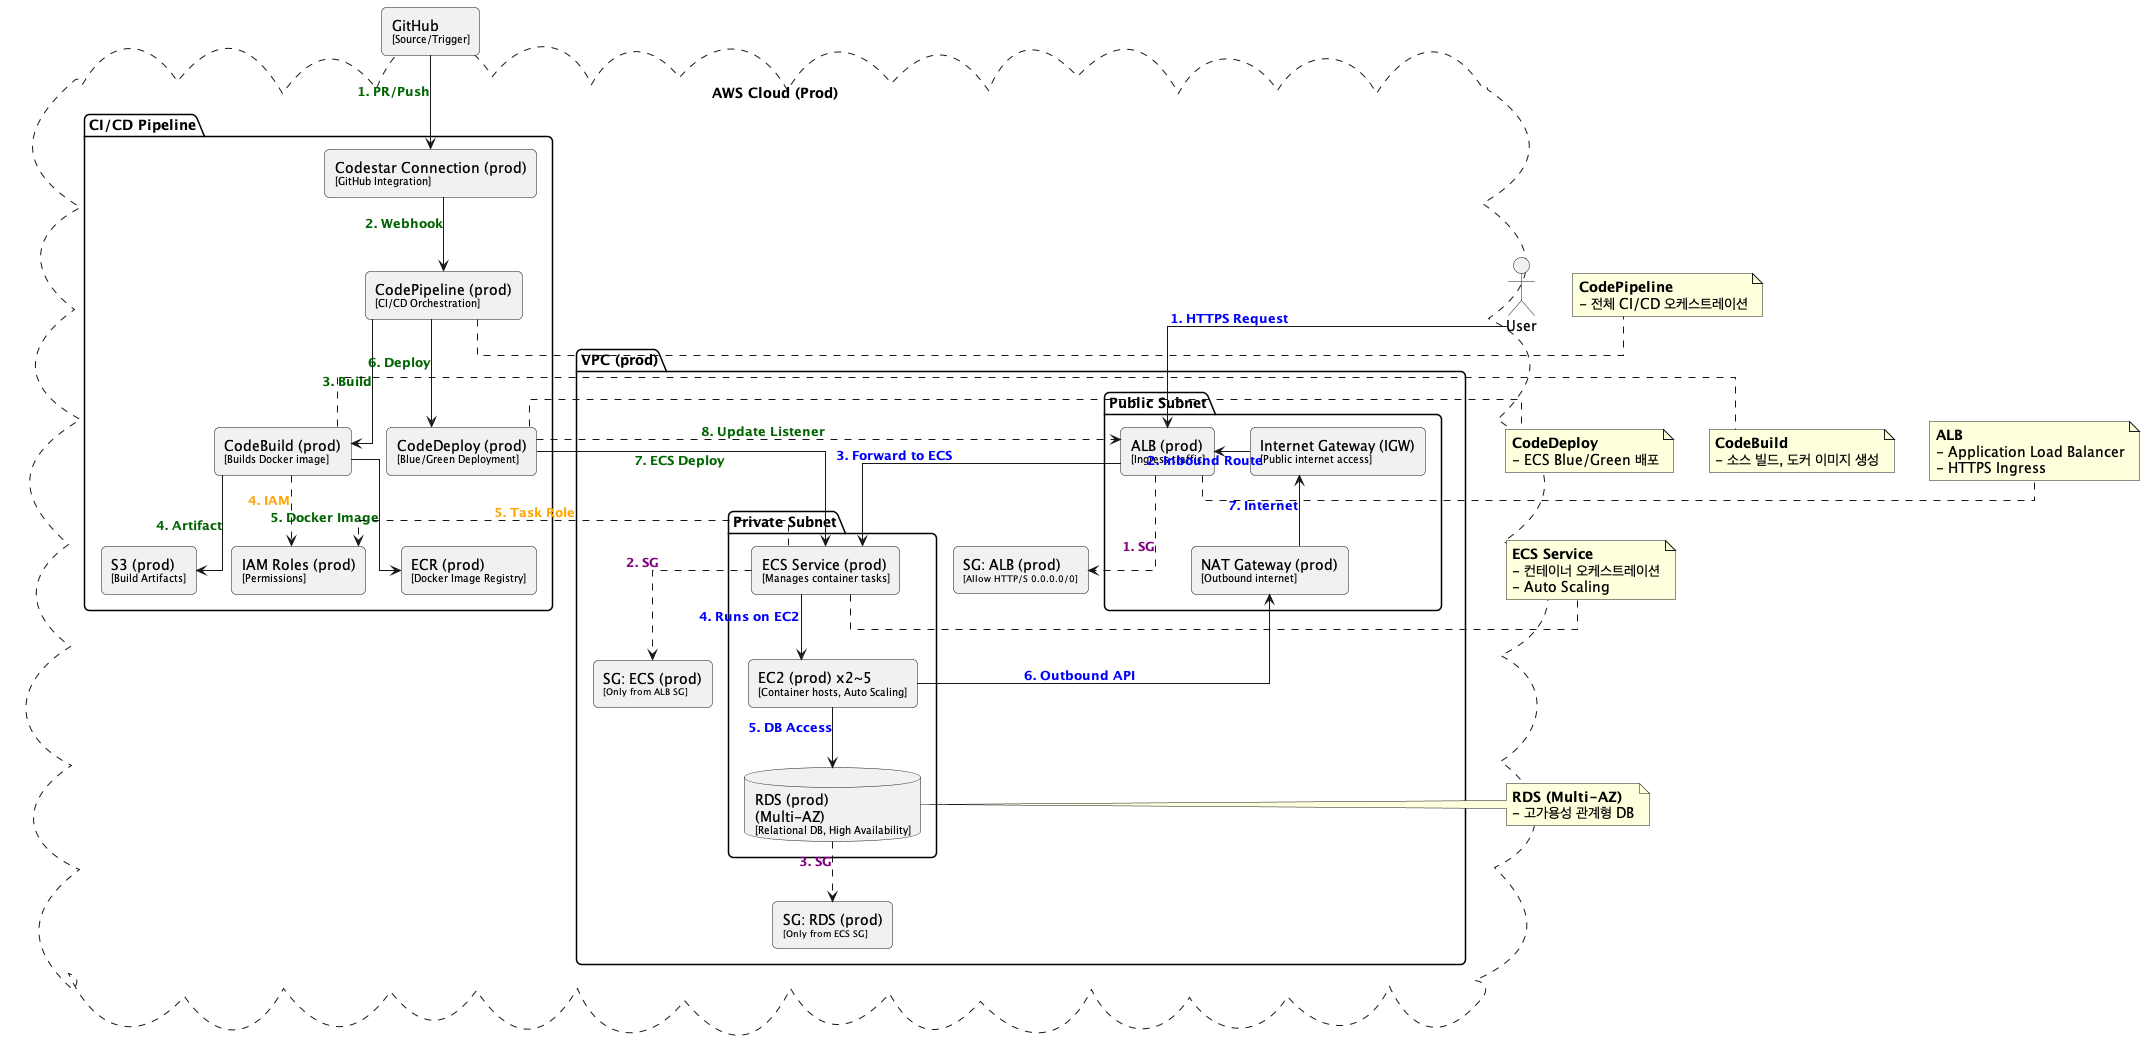 GitHub
[Source/Trigger]
AWS Cloud (Prod)
1. PR/Push
CI/CD Pipeline
Codestar Connection (prod)
[GitHub Integration]
2. Webhook
CodePipeline (prod)
[CI/CD Orchestration]
User
CodePipeline
- 전체 CI/CD 오케스트레이션
1. HTTPS Request
6. Deploy
3. Build
VPC (prod)
Public Subnet
CodeBuild (prod)
[Builds Docker image]
CodeDeploy (prod)
[Blue/Green Deployment]
8. Update Listener
7. ECS Deploy
3. Forward to ECS
ALB (prod)
[Ingress traffic]
2. Inbound Route
Internet Gateway (IGW)
[Public internet access]
CodeDeploy
- ECS Blue/Green 배포
CodeBuild
- 소스 빌드, 도커 이미지 생성
ALB
- Application Load Balancer
- HTTPS Ingress
4. IAM
5. Docker Image
4. Artifact
5. Task Role
7. Internet
Private Subnet
1. SG
2. SG
S3 (prod)
[Build Artifacts]
IAM Roles (prod)
[Permissions]
ECR (prod)
[Docker Image Registry]
ECS Service (prod)
[Manages container tasks]
SG: ALB (prod)
[Allow HTTP/S 0.0.0.0/0]
NAT Gateway (prod)
[Outbound internet]
ECS Service
- 컨테이너 오케스트레이션
- Auto Scaling
4. Runs on EC2
SG: ECS (prod)
[Only from ALB SG]
EC2 (prod) x2~5
[Container hosts, Auto Scaling]
6. Outbound API
5. DB Access
RDS (prod)
(Multi-AZ)
[Relational DB, High Availability]
RDS (Multi-AZ)
- 고가용성 관계형 DB
3. SG
SG: RDS (prod)
[Only from ECS SG]